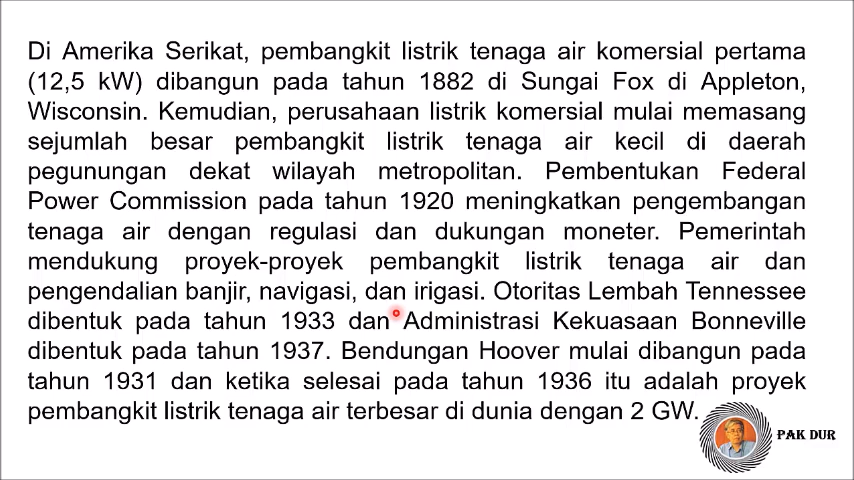 Di Amerika Serikat, pembangkit listrik tenaga air komersial pertama
(12,5 kW) dibangun pada tahun 1882 di Sungai Fox di Appleton,
Wisconsin. Kemudian, perusahaan listrik komersial mulai memasang
sejumlah besar pembangkit listrik tenaga air kecil di daerah
pegunungan dekat wilayah metropolitan. Pembentukan Federal
Power Commission pada tahun 1920 meningkatkan pengembangan
tenaga air dengan regulasi dan dukungan moneter. Pemerintah
mendukung proyek-proyek pembangkit listrik tenaga air dan
pengendalian banjir, navigasi, dan irigasi. Otoritas Lembah Tennessee
dibentuk pada tahun 1933 dan Administrasi Kekuasaan Bonneville
dibentuk pada tahun 1937. Bendungan Hoover mulai dibangun pada
tahun 1931 dan ketika selesai pada tahun 1936 itu adalah proyek
pembangkit listrik tenaga air terbesar di dunia dengan 2 GW.
PAK DUR